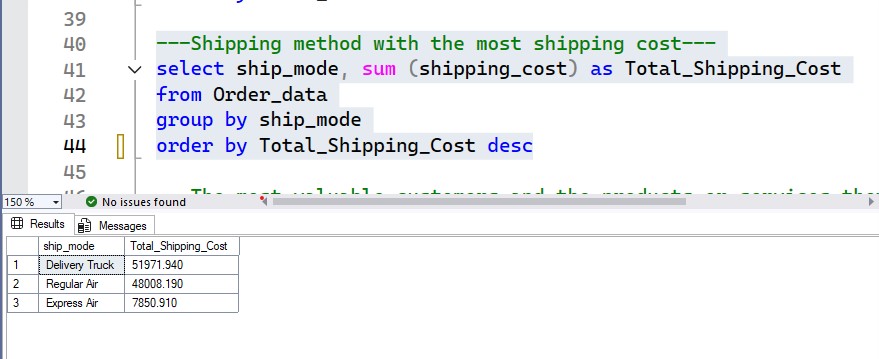 39
40 ---Shipping method with the most shipping cost---
41 select ship_mode, sum (shipping_cost) as Total_Shipping_Cost
42 from Order_data
43 group by ship_mode
44 order by Total_Shipping_Cost desc
45
150 % No issues found
Results Messages
ship_mode Total_Shipping_Cost
1 Delivery Truck 51971.940
2 Regular Air 48008.190
3 Express Air 7850.910